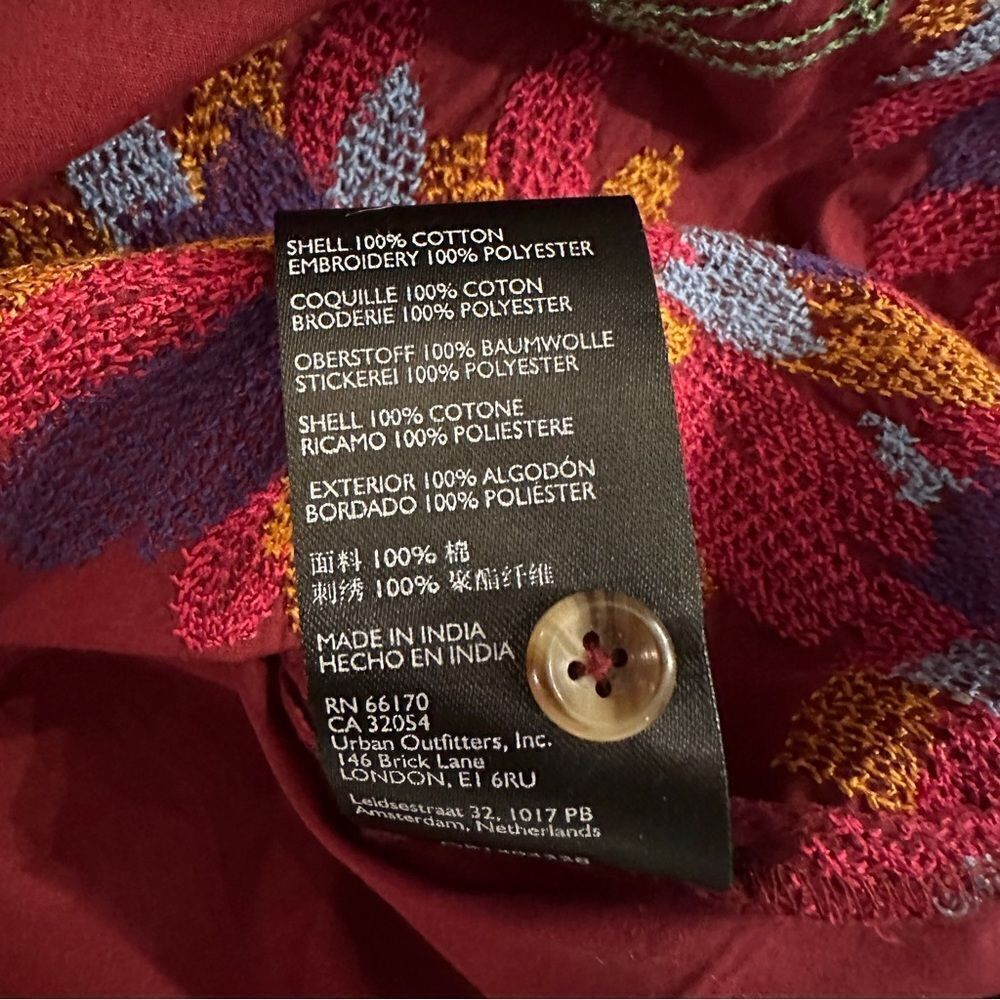 SHELL 100% COTTON
EMBROIDERY 100% POLYESTER
COQUILLE 100% COTON
BRODERIE 100% POLYESTER
OBERSTOFF 100% BAUMWOLLE
STICKEREI 100% POLYESTER
SHELL 100% COTONE
RICAMO 100% POLIESTERE
EXTERIOR 100% ALGODÓN
BORDADO 100% POLIÉSTER
面料 100% 棉
刺绣 100% 聚酯纤维
MADE IN INDIA
HECHO EN INDIA
RN 66170
CA 32054
Urban Outfitters, Inc.
146 Brick Lane
LONDON, E1 6RU
Leidsestraat 32, 1017 PB
Amsterdam, Netherlands